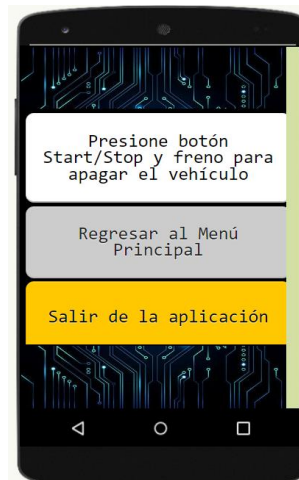 Presione botón
Start/Stop y freno para
apagar el vehículo
Regresar al Menú
Principal
Salir de la aplicación